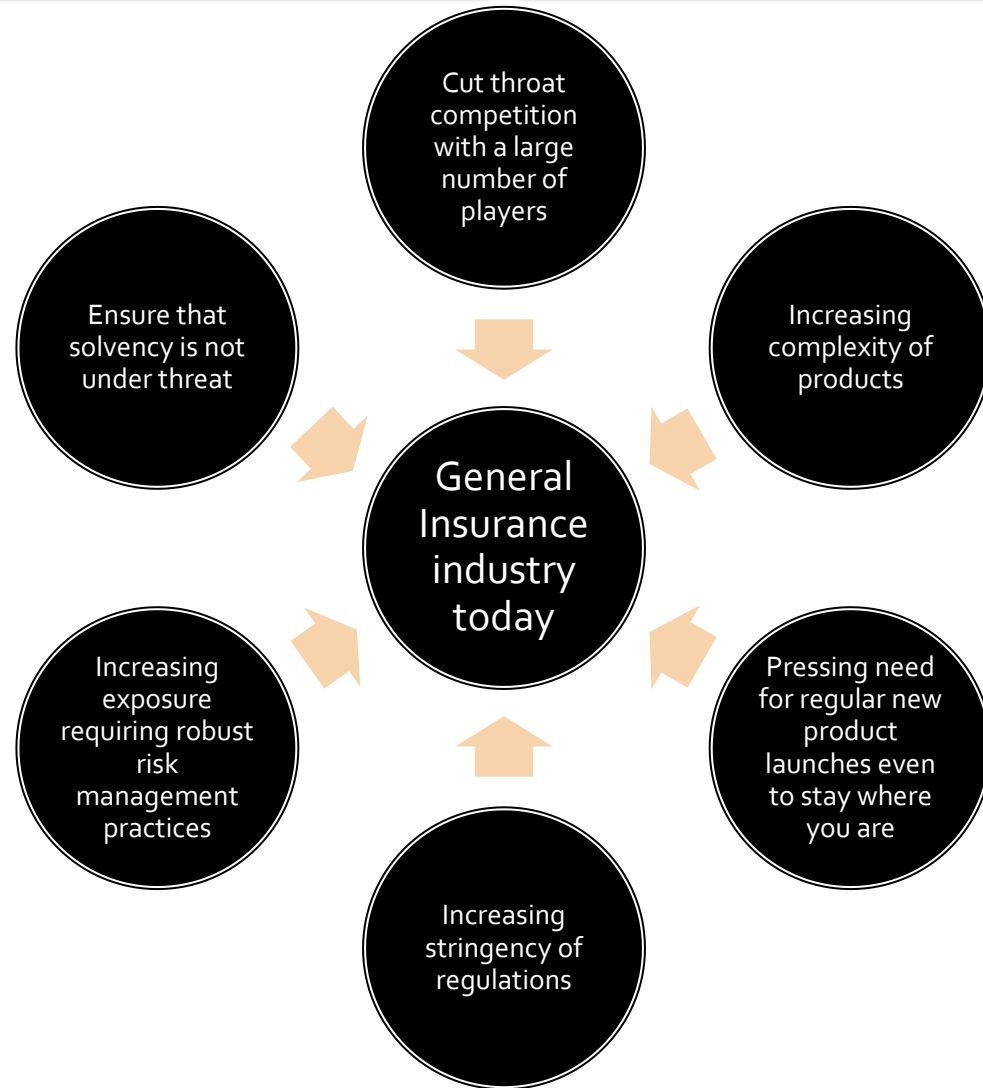 Cut throat
competition
with a large
number of
players
Increasing
complexity of
products
Pressing need
for regular new
product
launches even
to stay where
you are
Increasing
stringency of
regulations
Increasing
exposure
requiring robust
risk
management
practices
Ensure that
solvency is not
under threat
General
Insurance
industry
today